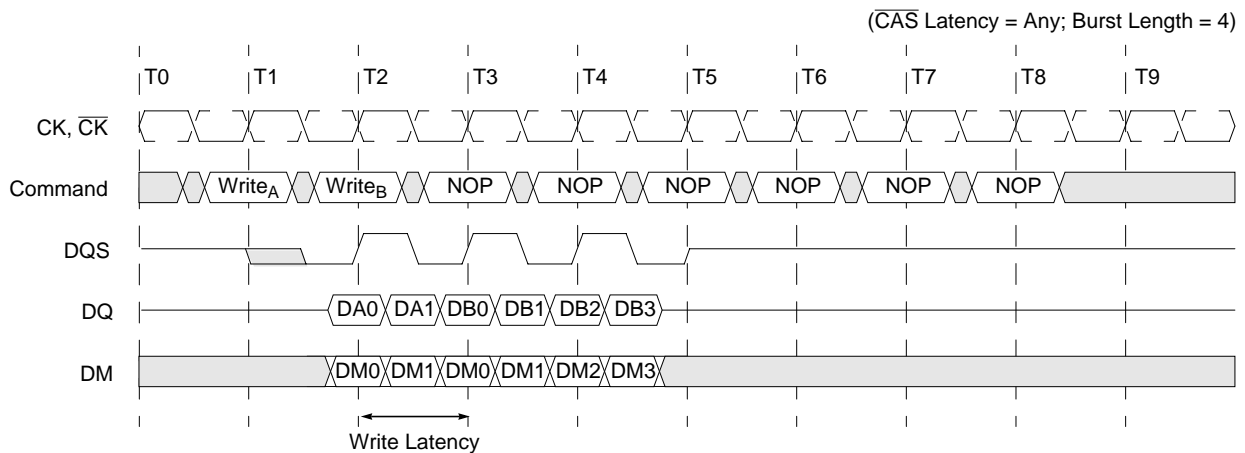 (C̅A̅S̅ Latency = Any; Burst Length = 4)
T0 T1 T2 T3 T4 T5 T6 T7 T8 T9
CK, C̅K̅
Command WriteA WriteB NOP NOP NOP NOP NOP NOP
DQS
DQ DA0 DA1 DB0 DB1 DB2 DB3
DM DM0 DM1 DM0 DM1 DM2 DM3
Write Latency